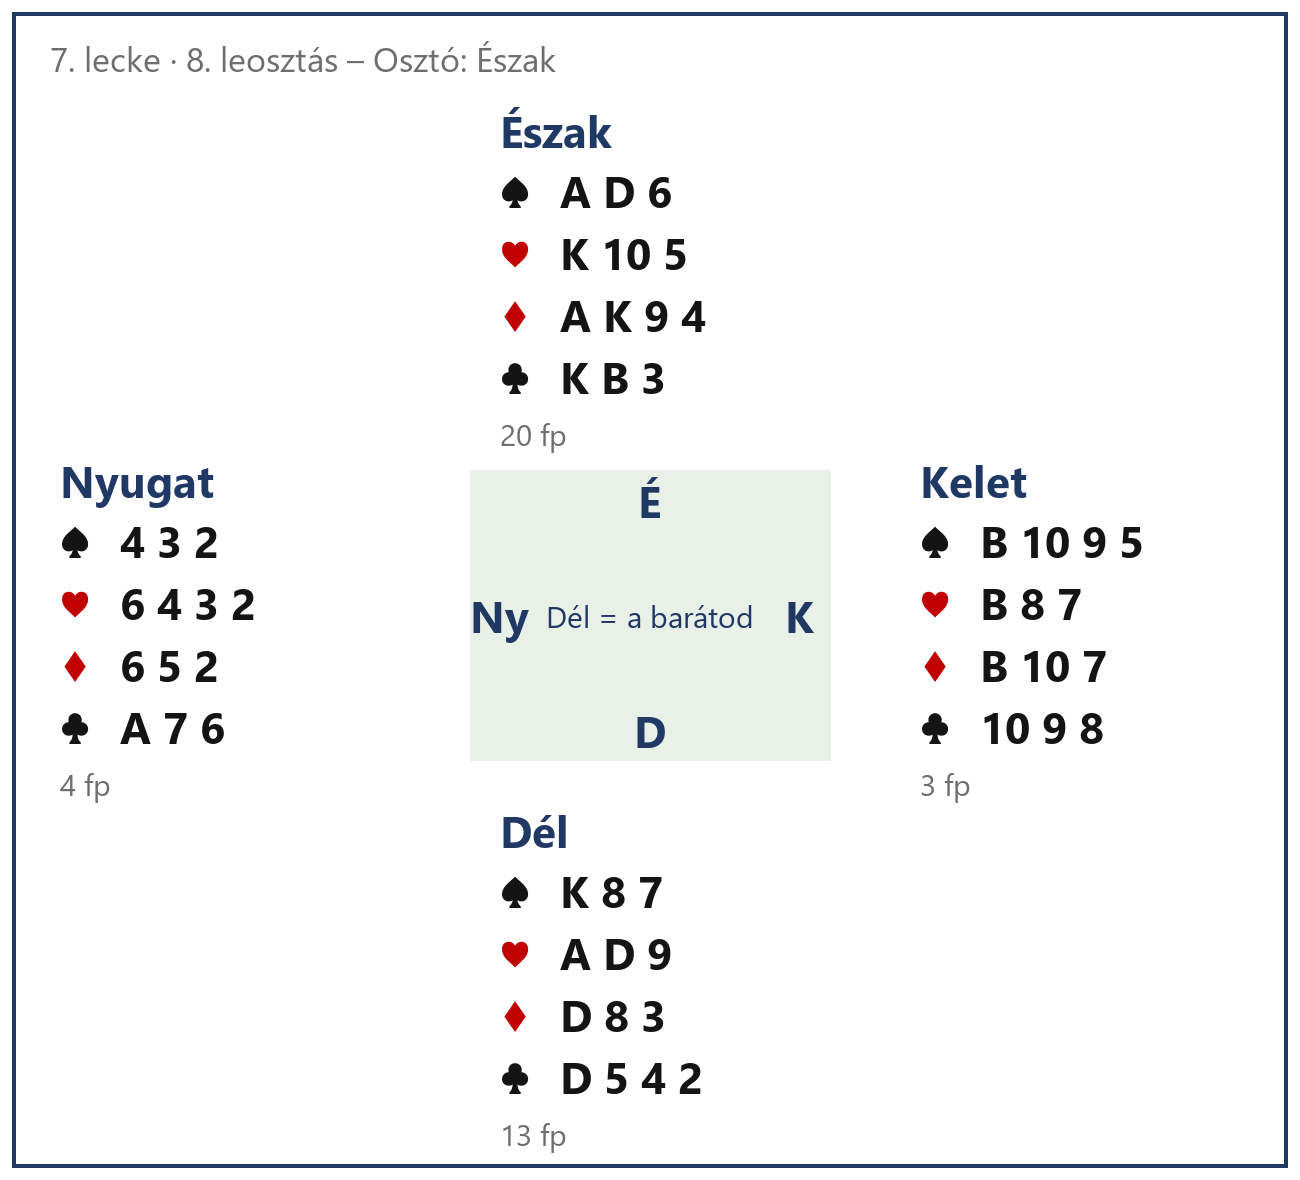 7. lecke · 8. leosztás – Osztó: Észak
Észak
♠ A D 6
♥ K 10 5
♦ A K 9 4
♣ K B 3
20 fp
Nyugat
♠ 4 3 2
♥ 6 4 3 2
♦ 6 5 2
♣ A 7 6
4 fp
É
Ny Dél = a barátod K
D
Kelet
♠ B 10 9 5
♥ B 8 7
♦ B 10 7
♣ 10 9 8
3 fp
Dél
♠ K 8 7
♥ A D 9
♦ D 8 3
♣ D 5 4 2
13 fp